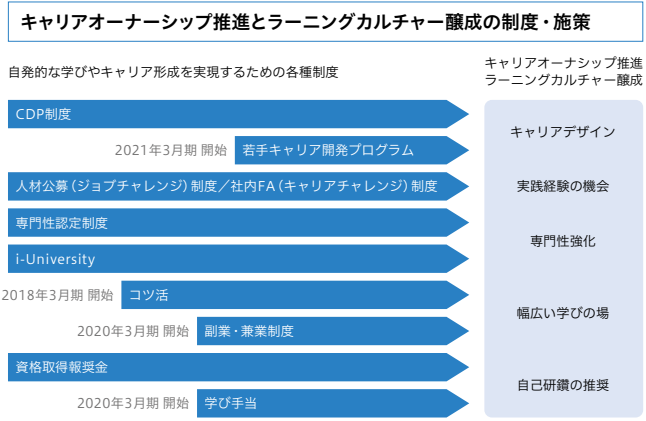 キャリアオーナーシップ推進とラーニングカルチャー醸成の制度・施策
自発的な学びやキャリア形成を実現するための各種制度
キャリアオーナシップ推進
ラーニングカルチャー醸成
CDP制度
2021年3月期 開始 若手キャリア開発プログラム
人材公募（ジョブチャレンジ）制度／社内FA（キャリアチャレンジ）制度
専門性認定制度
i-University
2018年3月期 開始 コツ活
2020年3月期 開始 副業・兼業制度
資格取得報奨金
2020年3月期 開始 学び手当
キャリアデザイン
実践経験の機会
専門性強化
幅広い学びの場
自己研鑽の推奨